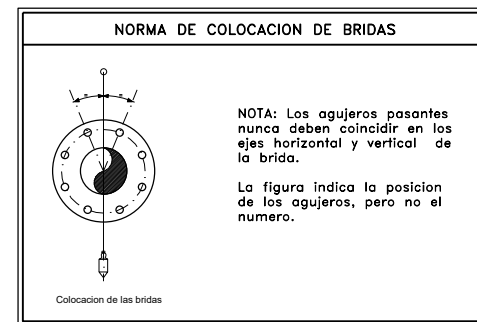 NORMA DE COLOCACION DE BRIDAS
NOTA: Los agujeros pasantes
nunca deben coincidir en los
ejes horizontal y vertical de
la brida.
La figura indica la posicion
de los agujeros, pero no el
numero.
= =
Colocacion de las bridas